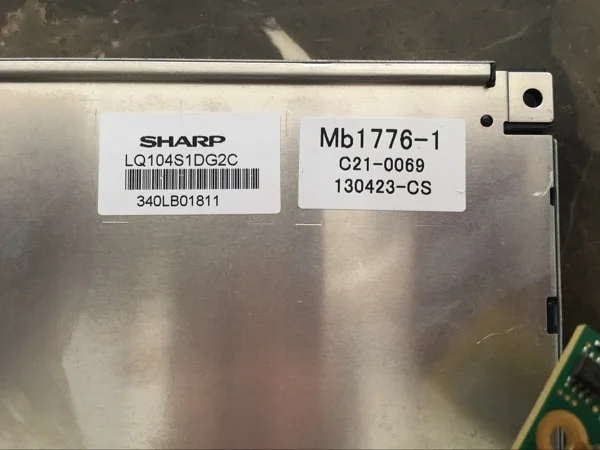 SHARP
LQ104S1DG2C
340LB01811
Mb1776-1
C21-0069
130423-CS